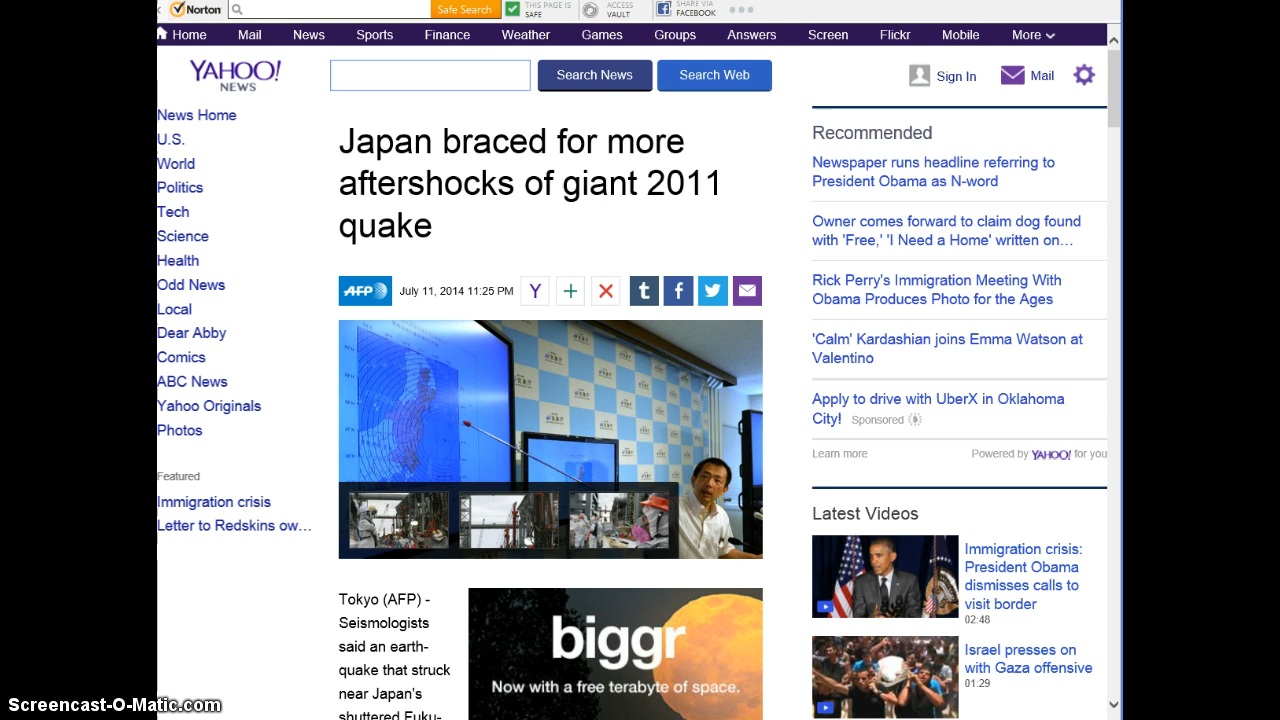 Norton
Safe Search
THIS PAGE IS
SAFE
ACCESS
VAULT
SHARE VIA
FACEBOOK
Home Mail News Sports Finance Weather Games Groups Answers Screen Flickr Mobile More
YAHOO!
NEWS
Search News
Search Web
Sign In
Mail
News Home
U.S.
World
Politics
Tech
Science
Health
Odd News
Local
Dear Abby
Comics
ABC News
Yahoo Originals
Photos
Featured
Immigration crisis
Letter to Redskins ow...
Japan braced for more
aftershocks of giant 2011
quake
AFP
July 11, 2014 11:25 PM
Y
t
f
Tokyo (AFP) -
Seismologists
said an earth-
quake that struck
near Japan's
shuttered Fuku-
biggr
Now with a free terabyte of space.
Recommended
Newspaper runs headline referring to
President Obama as N-word
Owner comes forward to claim dog found
with 'Free,' 'I Need a Home' written on...
Rick Perry's Immigration Meeting With
Obama Produces Photo for the Ages
'Calm' Kardashian joins Emma Watson at
Valentino
Apply to drive with UberX in Oklahoma
City! Sponsored
Learn more
Powered by YAHOO! for you
Latest Videos
Immigration crisis:
President Obama
dismisses calls to
visit border
02:48
Israel presses on
with Gaza offensive
01:29
Screencast-O-Matic.com